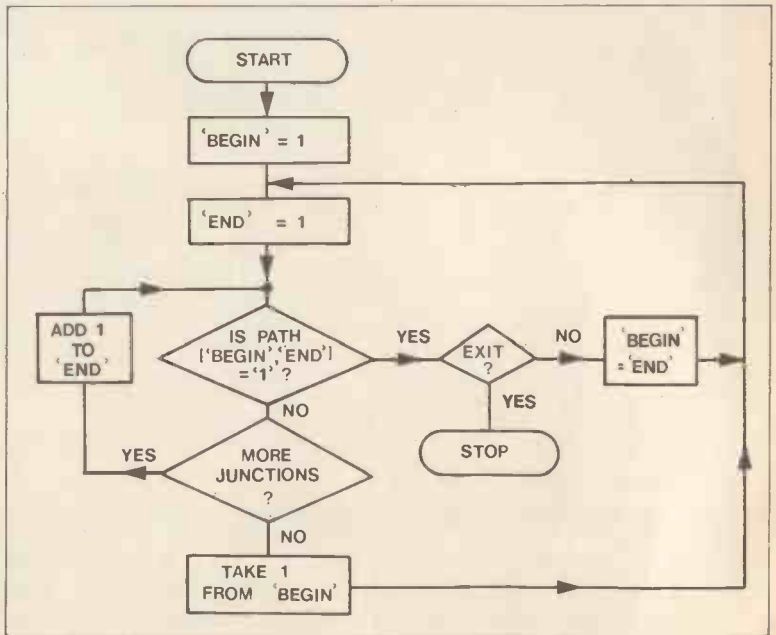 START
'BEGIN' = 1
'END' = 1
ADD 1
TO
'END'
IS PATH
['BEGIN','END']
='1' ?
YES
EXIT
?
NO
'BEGIN'
= 'END'
NO
YES
STOP
YES
MORE
JUNCTIONS
?
NO
TAKE 1
FROM 'BEGIN'